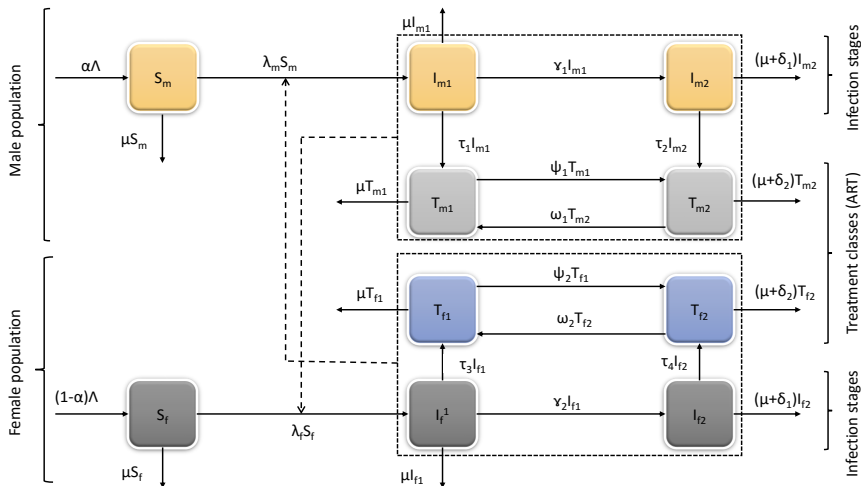 μI_m1
αΛ
S_m
λ_mS_m
I_m1
ɤ_1I_m1
I_m2
(μ+δ_1)I_m2
μS_m
τ_1I_m1
τ_2I_m2
μT_m1
T_m1
ψ_1T_m1
ω_1T_m2
T_m2
(μ+δ_2)T_m2
Male population
Infection stages
Treatment classes (ART)
μT_f1
T_f1
ψ_2T_f1
ω_2T_f2
T_f2
(μ+δ_2)T_f2
τ_3I_f1
τ_4I_f2
(1-α)Λ
S_f
λ_fS_f
I_f^1
ɤ_2I_f1
I_f2
(μ+δ_1)I_f2
μS_f
μI_f1
Female population
Infection stages